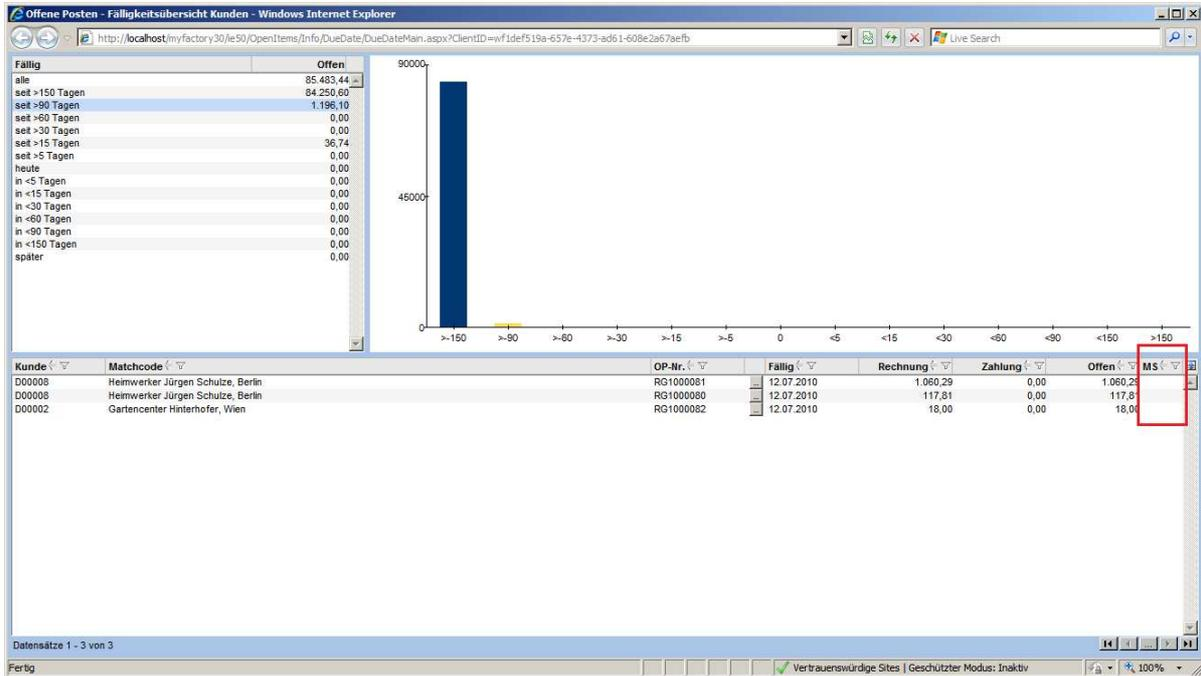 Offene Posten - Fälligkeitsübersicht Kunden - Windows Internet Explorer
http://localhost/myfactory30/ie50/OpenItems/Info/DueDate/DueDateMain.aspx?ClientID=wf1def519a-657e-4373-ad61-608e2a67aefb
Live Search
Fällig Offen
alle 85.483,44
seit >150 Tagen 84.250,60
seit >90 Tagen 1.196,10
seit >60 Tagen 0,00
seit >30 Tagen 0,00
seit >15 Tagen 36,74
seit >5 Tagen 0,00
heute 0,00
in <5 Tagen 0,00
in <15 Tagen 0,00
in <30 Tagen 0,00
in <60 Tagen 0,00
in <90 Tagen 0,00
in <150 Tagen 0,00
später 0,00
90000
45000
0
>-150 >-90 >-60 >-30 >-15 >-5 0 <5 <15 <30 <60 <90 <150 >150
Kunde Matchcode OP-Nr. Fällig Rechnung Zahlung Offen MS
D00008 Heimwerker Jürgen Schulze, Berlin RG1000081 ... 12.07.2010 1.060,29 0,00 1.060,29
D00008 Heimwerker Jürgen Schulze, Berlin RG1000080 ... 12.07.2010 117,81 0,00 117,81
D00002 Gartencenter Hinterhofer, Wien RG1000082 ... 12.07.2010 18,00 0,00 18,00
Datensätze 1 - 3 von 3 ...
Fertig Vertrauenswürdige Sites | Geschützter Modus: Inaktiv 100%